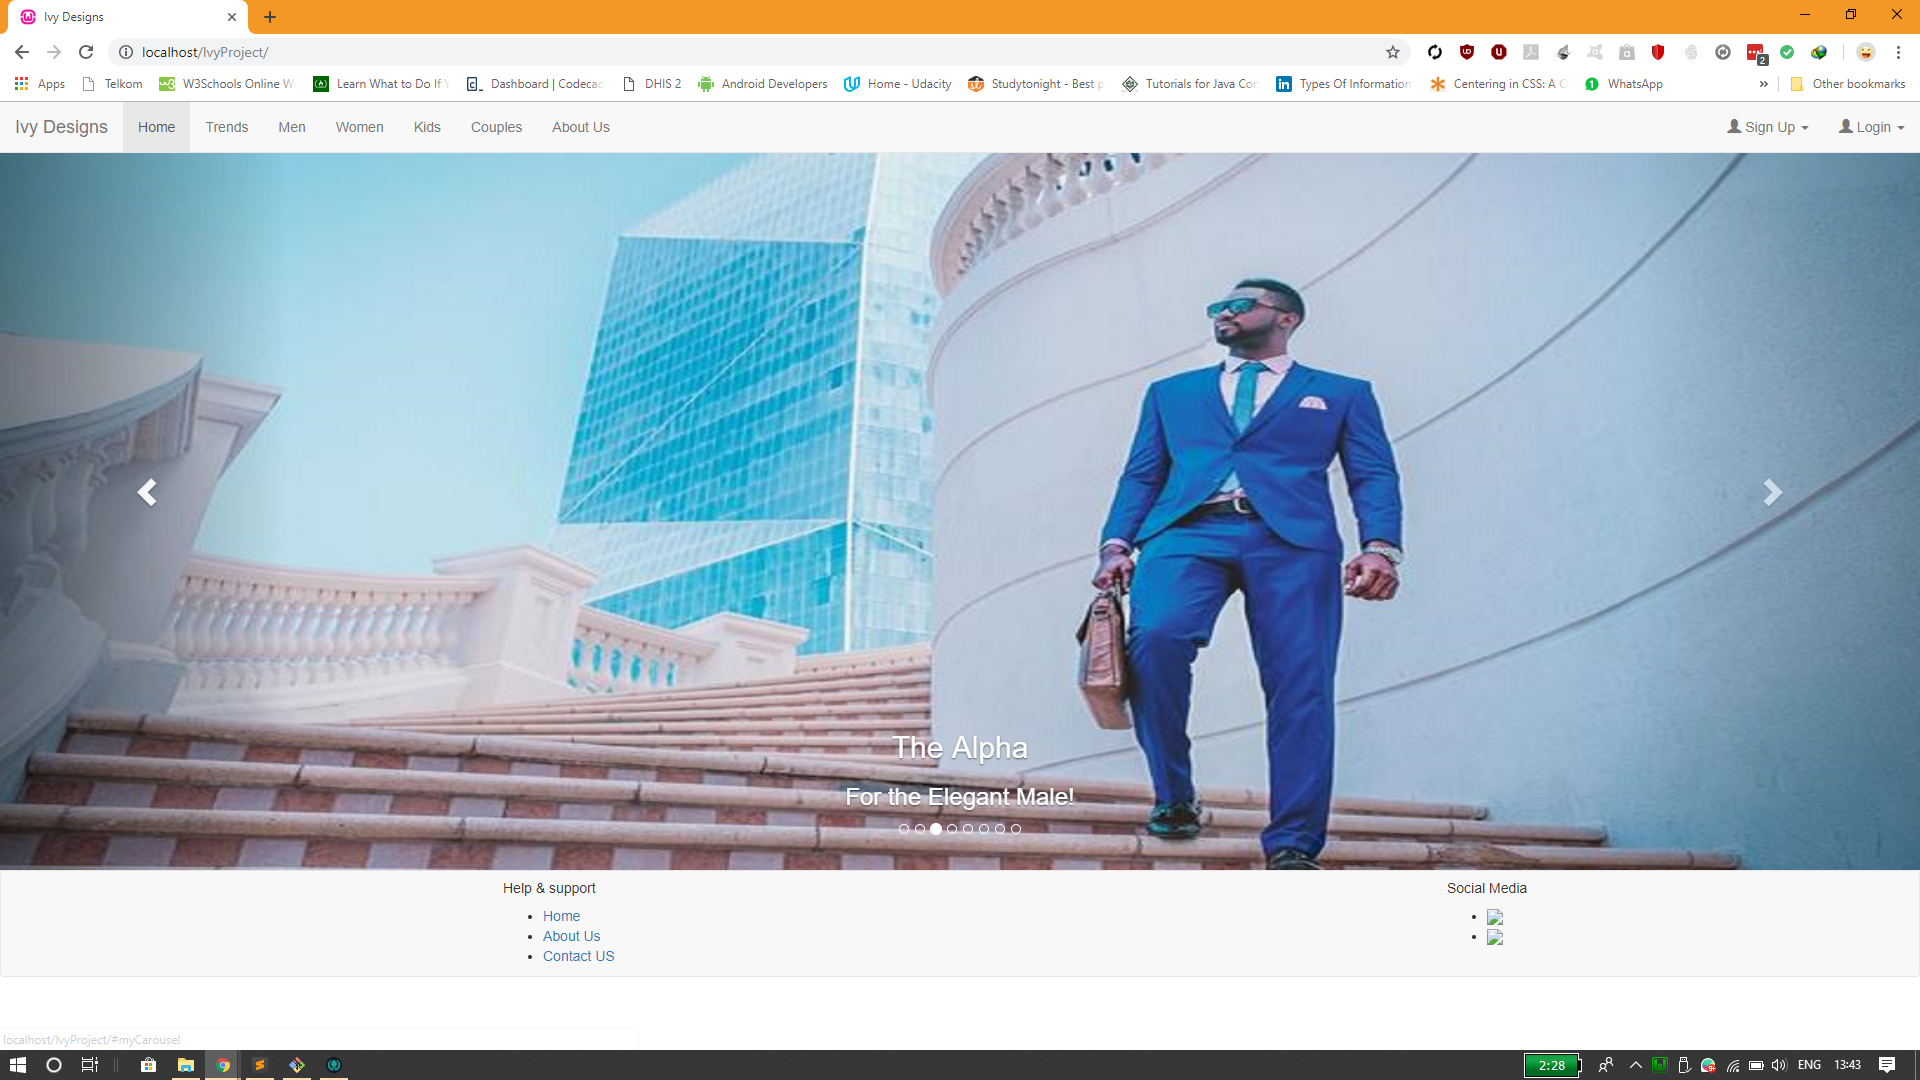 Ivy Designs
localhost/IvyProject/
2
Apps
Telkom
W3Schools Online W
Learn What to Do If Y
Dashboard | Codecac
DHIS 2
Android Developers
Home - Udacity
Studytonight - Best p
Tutorials for Java Con
Types Of Information
Centering in CSS: A C
1
WhatsApp
»
Other bookmarks
Ivy Designs
Home
Trends
Men
Women
Kids
Couples
About Us
Sign Up
Login
The Alpha
For the Elegant Male!
Help & support
Home
About Us
Contact US
Social Media
localhost/IvyProject/#myCarousel
2:28
ENG
13:43